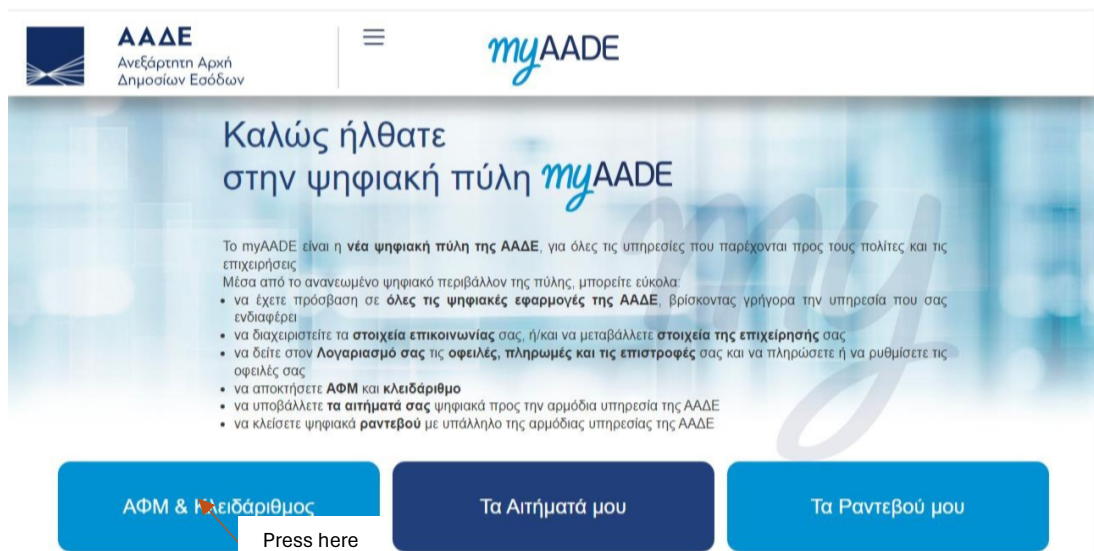 ΑΑΔΕ
Ανεξάρτητη Αρχή
Δημοσίων Εσόδων
myAADE
Καλώς ήλθατε
στην ψηφιακή πύλη myAADE
my
Το myAADE είναι η νέα ψηφιακή πύλη της ΑΑΔΕ, για όλες τις υπηρεσίες που παρέχονται προς τους πολίτες και τις
επιχειρήσεις
Μέσα από το ανανεωμένο ψηφιακό περιβάλλον της πύλης, μπορείτε εύκολα:
• να έχετε πρόσβαση σε όλες τις ψηφιακές εφαρμογές της ΑΑΔΕ, βρίσκοντας γρήγορα την υπηρεσία που σας
ενδιαφέρει
• να διαχειριστείτε τα στοιχεία επικοινωνίας σας, ή/και να μεταβάλλετε στοιχεία της επιχείρησής σας
• να δείτε στον Λογαριασμό σας τις οφειλές, πληρωμές και τις επιστροφές σας και να πληρώσετε ή να ρυθμίσετε τις
οφειλές σας
• να αποκτήσετε ΑΦΜ και κλειδάριθμο
• να υποβάλλετε τα αιτήματά σας ψηφιακά προς την αρμόδια υπηρεσία της ΑΑΔΕ
• να κλείσετε ψηφιακά ραντεβού με υπάλληλο της αρμόδιας υπηρεσίας της ΑΑΔΕ
ΑΦΜ & Κλειδάριθμος
Τα Αιτήματά μου
Τα Ραντεβού μου
Press here